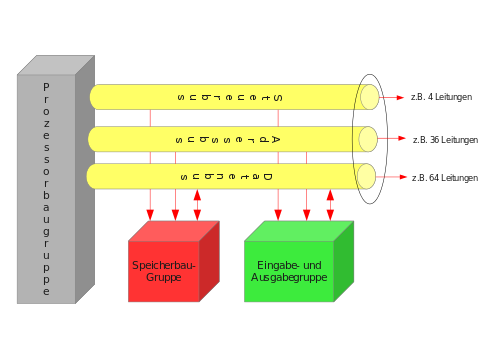 Prozessorbaugruppe
Steuerbus
z.B. 4 Leitungen
Adressbus
z.B. 36 Leitungen
Datenbus
z.B. 64 Leitungen
Speicherbau-
Gruppe
Eingabe- und
Ausgabegruppe